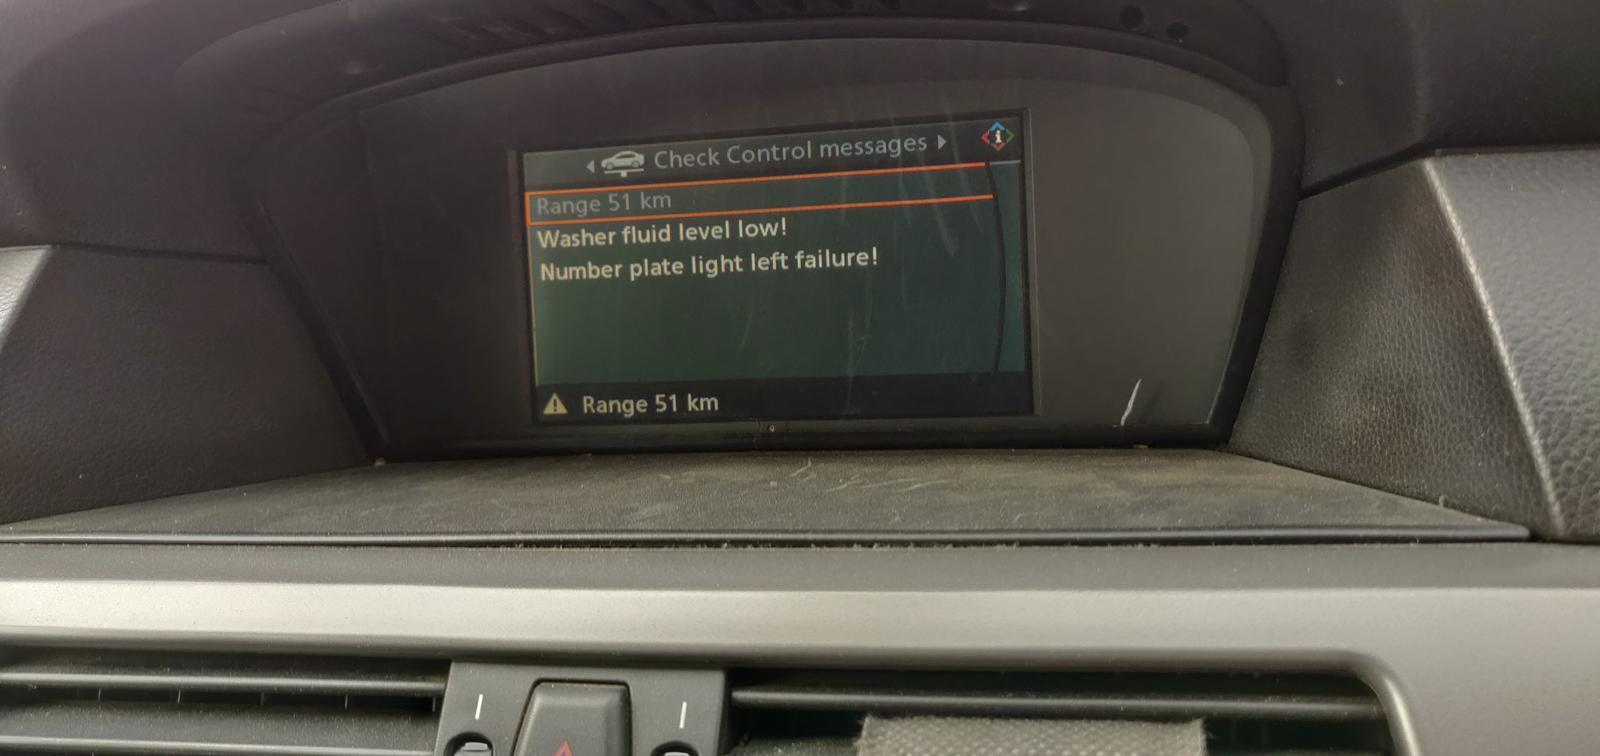 Check Control messages
Range 51 km
Washer fluid level low!
Number plate light left failure!
Range 51 km